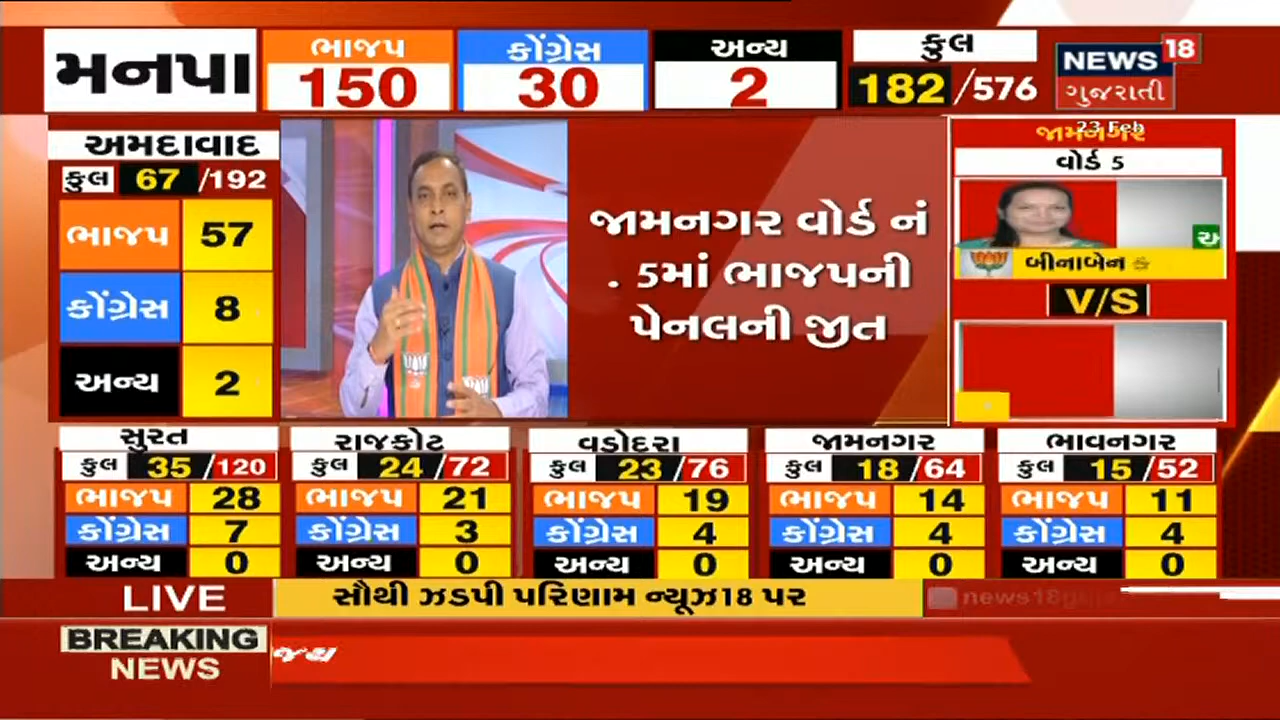 મનપા
ભાજપ
150
કોંગ્રેસ
30
અન્ય
2
કુલ
182/576
NEWS 18
ગુજરાતી
23 Feb
અમદાવાદ
કુલ 67/192
ભાજપ 57
કોંગ્રેસ 8
અન્ય 2
જામનગર વોર્ડ નં
. 5માં ભાજપની
પેનલની જીત
જામનગર
વોર્ડ 5
બીનાબેન
V/S
સુરત
કુલ 35/120
ભાજપ 28
કોંગ્રેસ 7
અન્ય 0
રાજકોટ
કુલ 24/72
ભાજપ 21
કોંગ્રેસ 3
અન્ય 0
વડોદરા
કુલ 23/76
ભાજપ 19
કોંગ્રેસ 4
અન્ય 0
જામનગર
કુલ 18/64
ભાજપ 14
કોંગ્રેસ 4
અન્ય 0
ભાવનગર
કુલ 15/52
ભાજપ 11
કોંગ્રેસ 4
અન્ય 0
LIVE
સૌથી ઝડપી પરિણામ ન્યૂઝ18 પર
BREAKING
NEWS